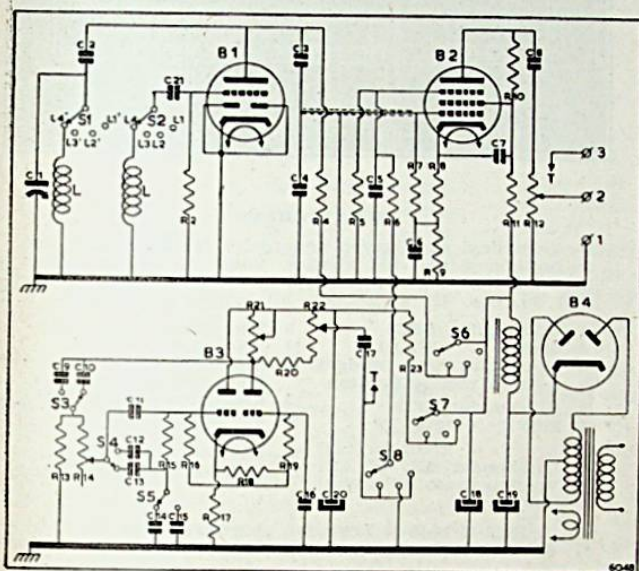 C2
C21
B1
C3
B2
R10
C8
L4'
S1
L1'
L3'
L2'
L4
S2
L1
L3
L2
C1
L
L
R2
C4
R4
R5
C5
R6
R7
R8
C7
C6
R9
R11
R12
T
3
2
1
B3
R21
R22
R20
C17
T
R23
S6
S7
B4
C9
C10
S3
C11
S4
C12
C13
R13
R14
R15
R16
S5
C14
C15
R17
R18
R19
C16
C20
S8
C18
C19
6048